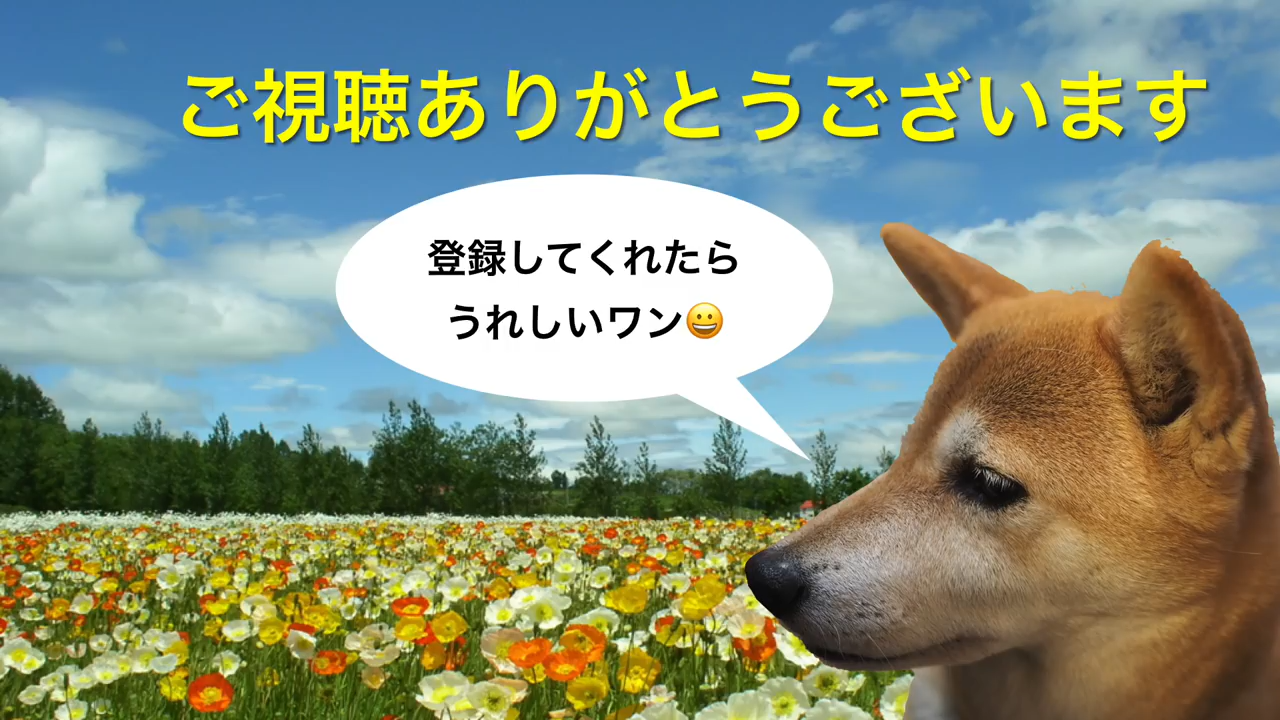 ご視聴ありがとうございます
登録してくれたら
うれしいワン😀